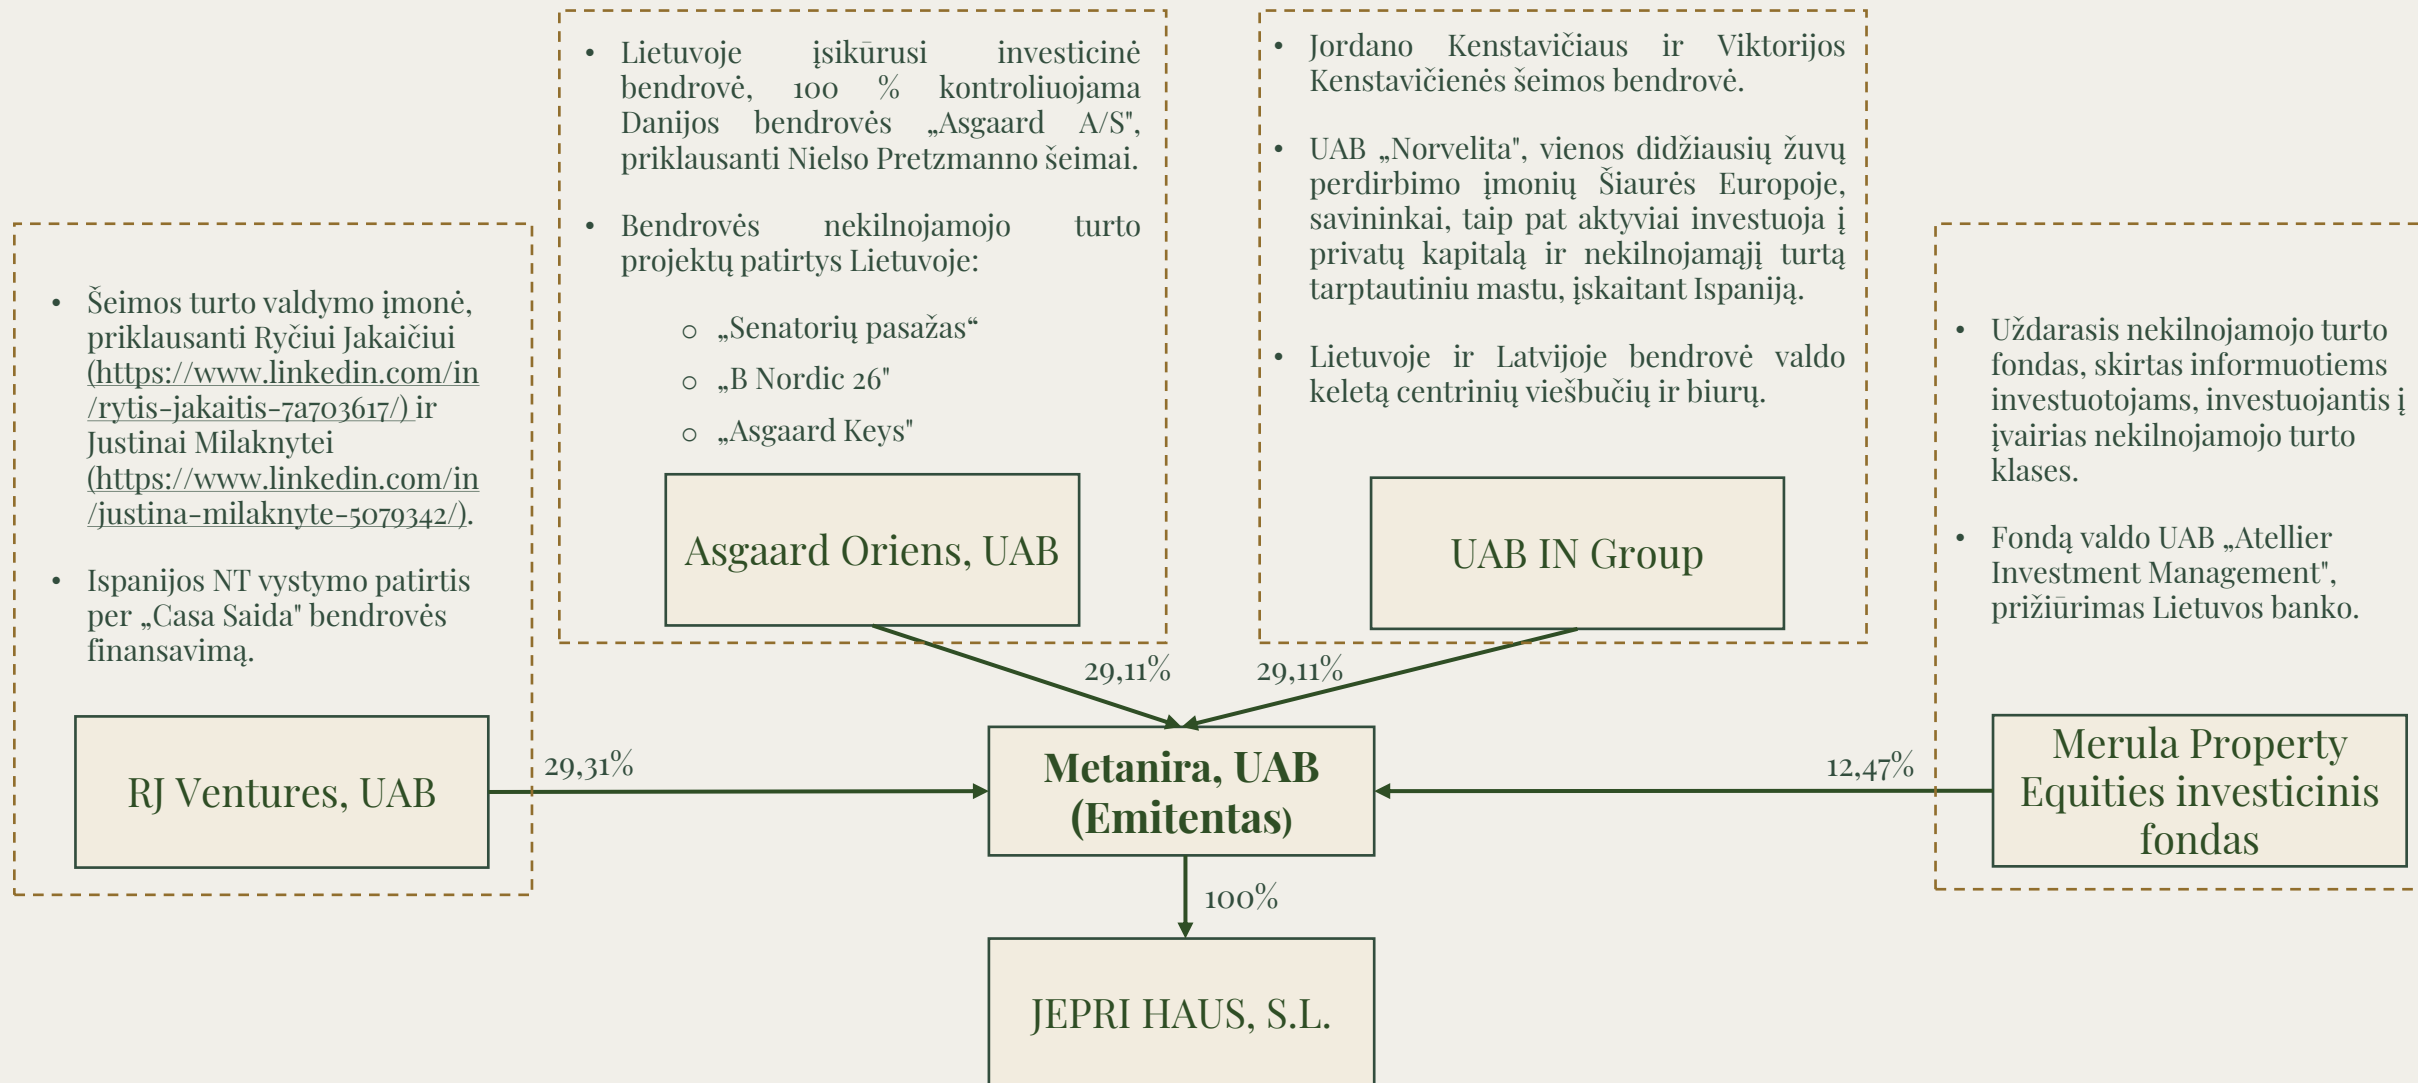 • Šeimos turto valdymo įmonė,
priklausanti Ryčiui Jakaičiui
(https://www.linkedin.com/in
/rytis-jakaitis-7a703617/) ir
Justinai Milaknytei
(https://www.linkedin.com/in
/justina-milaknyte-5079342/).
• Ispanijos NT vystymo patirtis
per „Casa Saida" bendrovės
finansavimą.
RJ Ventures, UAB
29,31%
• Lietuvoje įsikūrusi investicinė
bendrovė, 100 % kontroliuojama
Danijos bendrovės „Asgaard A/S",
priklausanti Nielso Pretzmanno šeimai.
• Bendrovės nekilnojamojo turto
projektų patirtys Lietuvoje:
o „Senatorių pasažas“
o „B Nordic 26"
o „Asgaard Keys"
Asgaard Oriens, UAB
29,11%
• Jordano Kenstavičiaus ir Viktorijos
Kenstavičienės šeimos bendrovė.
• UAB „Norvelita", vienos didžiausių žuvų
perdirbimo įmonių Šiaurės Europoje,
savininkai, taip pat aktyviai investuoja į
privatų kapitalą ir nekilnojamąjį turtą
tarptautiniu mastu, įskaitant Ispaniją.
• Lietuvoje ir Latvijoje bendrovė valdo
keletą centrinių viešbučių ir biurų.
UAB IN Group
29,11%
• Uždarasis nekilnojamojo turto
fondas, skirtas informuotiems
investuotojams, investuojantis į
įvairias nekilnojamojo turto
klases.
• Fondą valdo UAB „Atellier
Investment Management",
prižiūrimas Lietuvos banko.
Merula Property
Equities investicinis
fondas
12,47%
Metanira, UAB
(Emitentas)
100%
JEPRI HAUS, S.L.